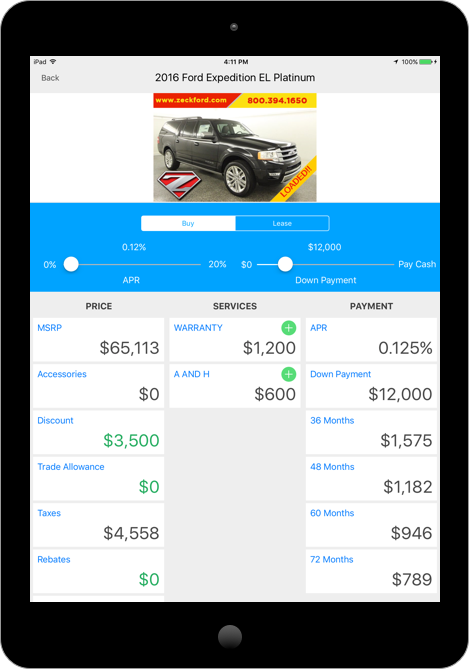 iPad 4:11 PM 100%
Back 2016 Ford Expedition EL Platinum
www.zeckford.com 800.394.1650
Z
LOADED!!
Buy Lease
0.12% $12,000
0% 20% $0 Pay Cash
APR Down Payment
PRICE SERVICES PAYMENT
MSRP WARRANTY APR
$65,113 $1,200 0.125%
Accessories A AND H Down Payment
$0 $600 $12,000
Discount 36 Months
$3,500 $1,575
Trade Allowance 48 Months
$0 $1,182
Taxes 60 Months
$4,558 $946
Rebates 72 Months
$0 $789